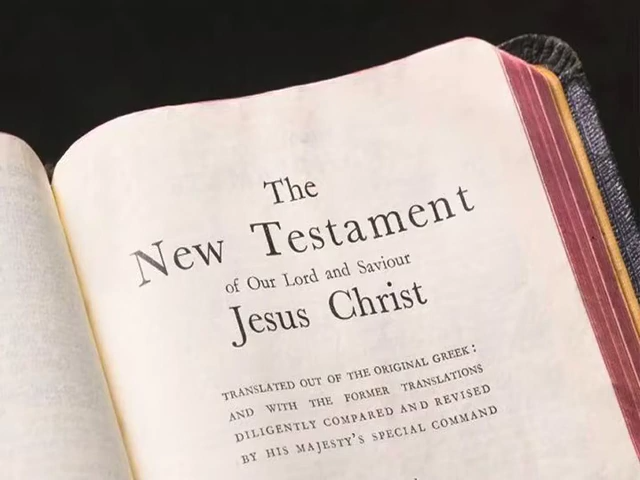 The
New Testament
of Our Lord and Saviour
Jesus Christ
TRANSLATED OUT OF THE ORIGINAL GREEK:
AND WITH THE FORMER TRANSLATIONS
DILIGENTLY COMPARED AND REVISED
BY HIS MAJESTY'S SPECIAL COMMAND